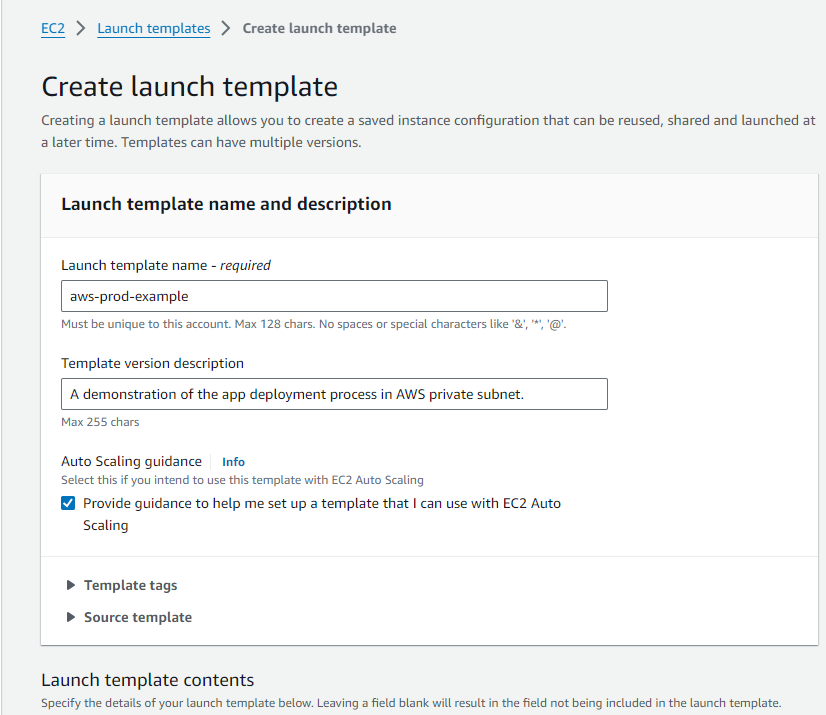 EC2 > Launch templates > Create launch template
Create launch template
Creating a launch template allows you to create a saved instance configuration that can be reused, shared and launched at
a later time. Templates can have multiple versions.
Launch template name and description
Launch template name - required
aws-prod-example
Must be unique to this account. Max 128 chars. No spaces or special characters like '&', '*', '@'.
Template version description
A demonstration of the app deployment process in AWS private subnet.
Max 255 chars
Auto Scaling guidance Info
Select this if you intend to use this template with EC2 Auto Scaling
Provide guidance to help me set up a template that I can use with EC2 Auto
Scaling
Template tags
Source template
Launch template contents
Specify the details of your launch template below. Leaving a field blank will result in the field not being included in the launch template.